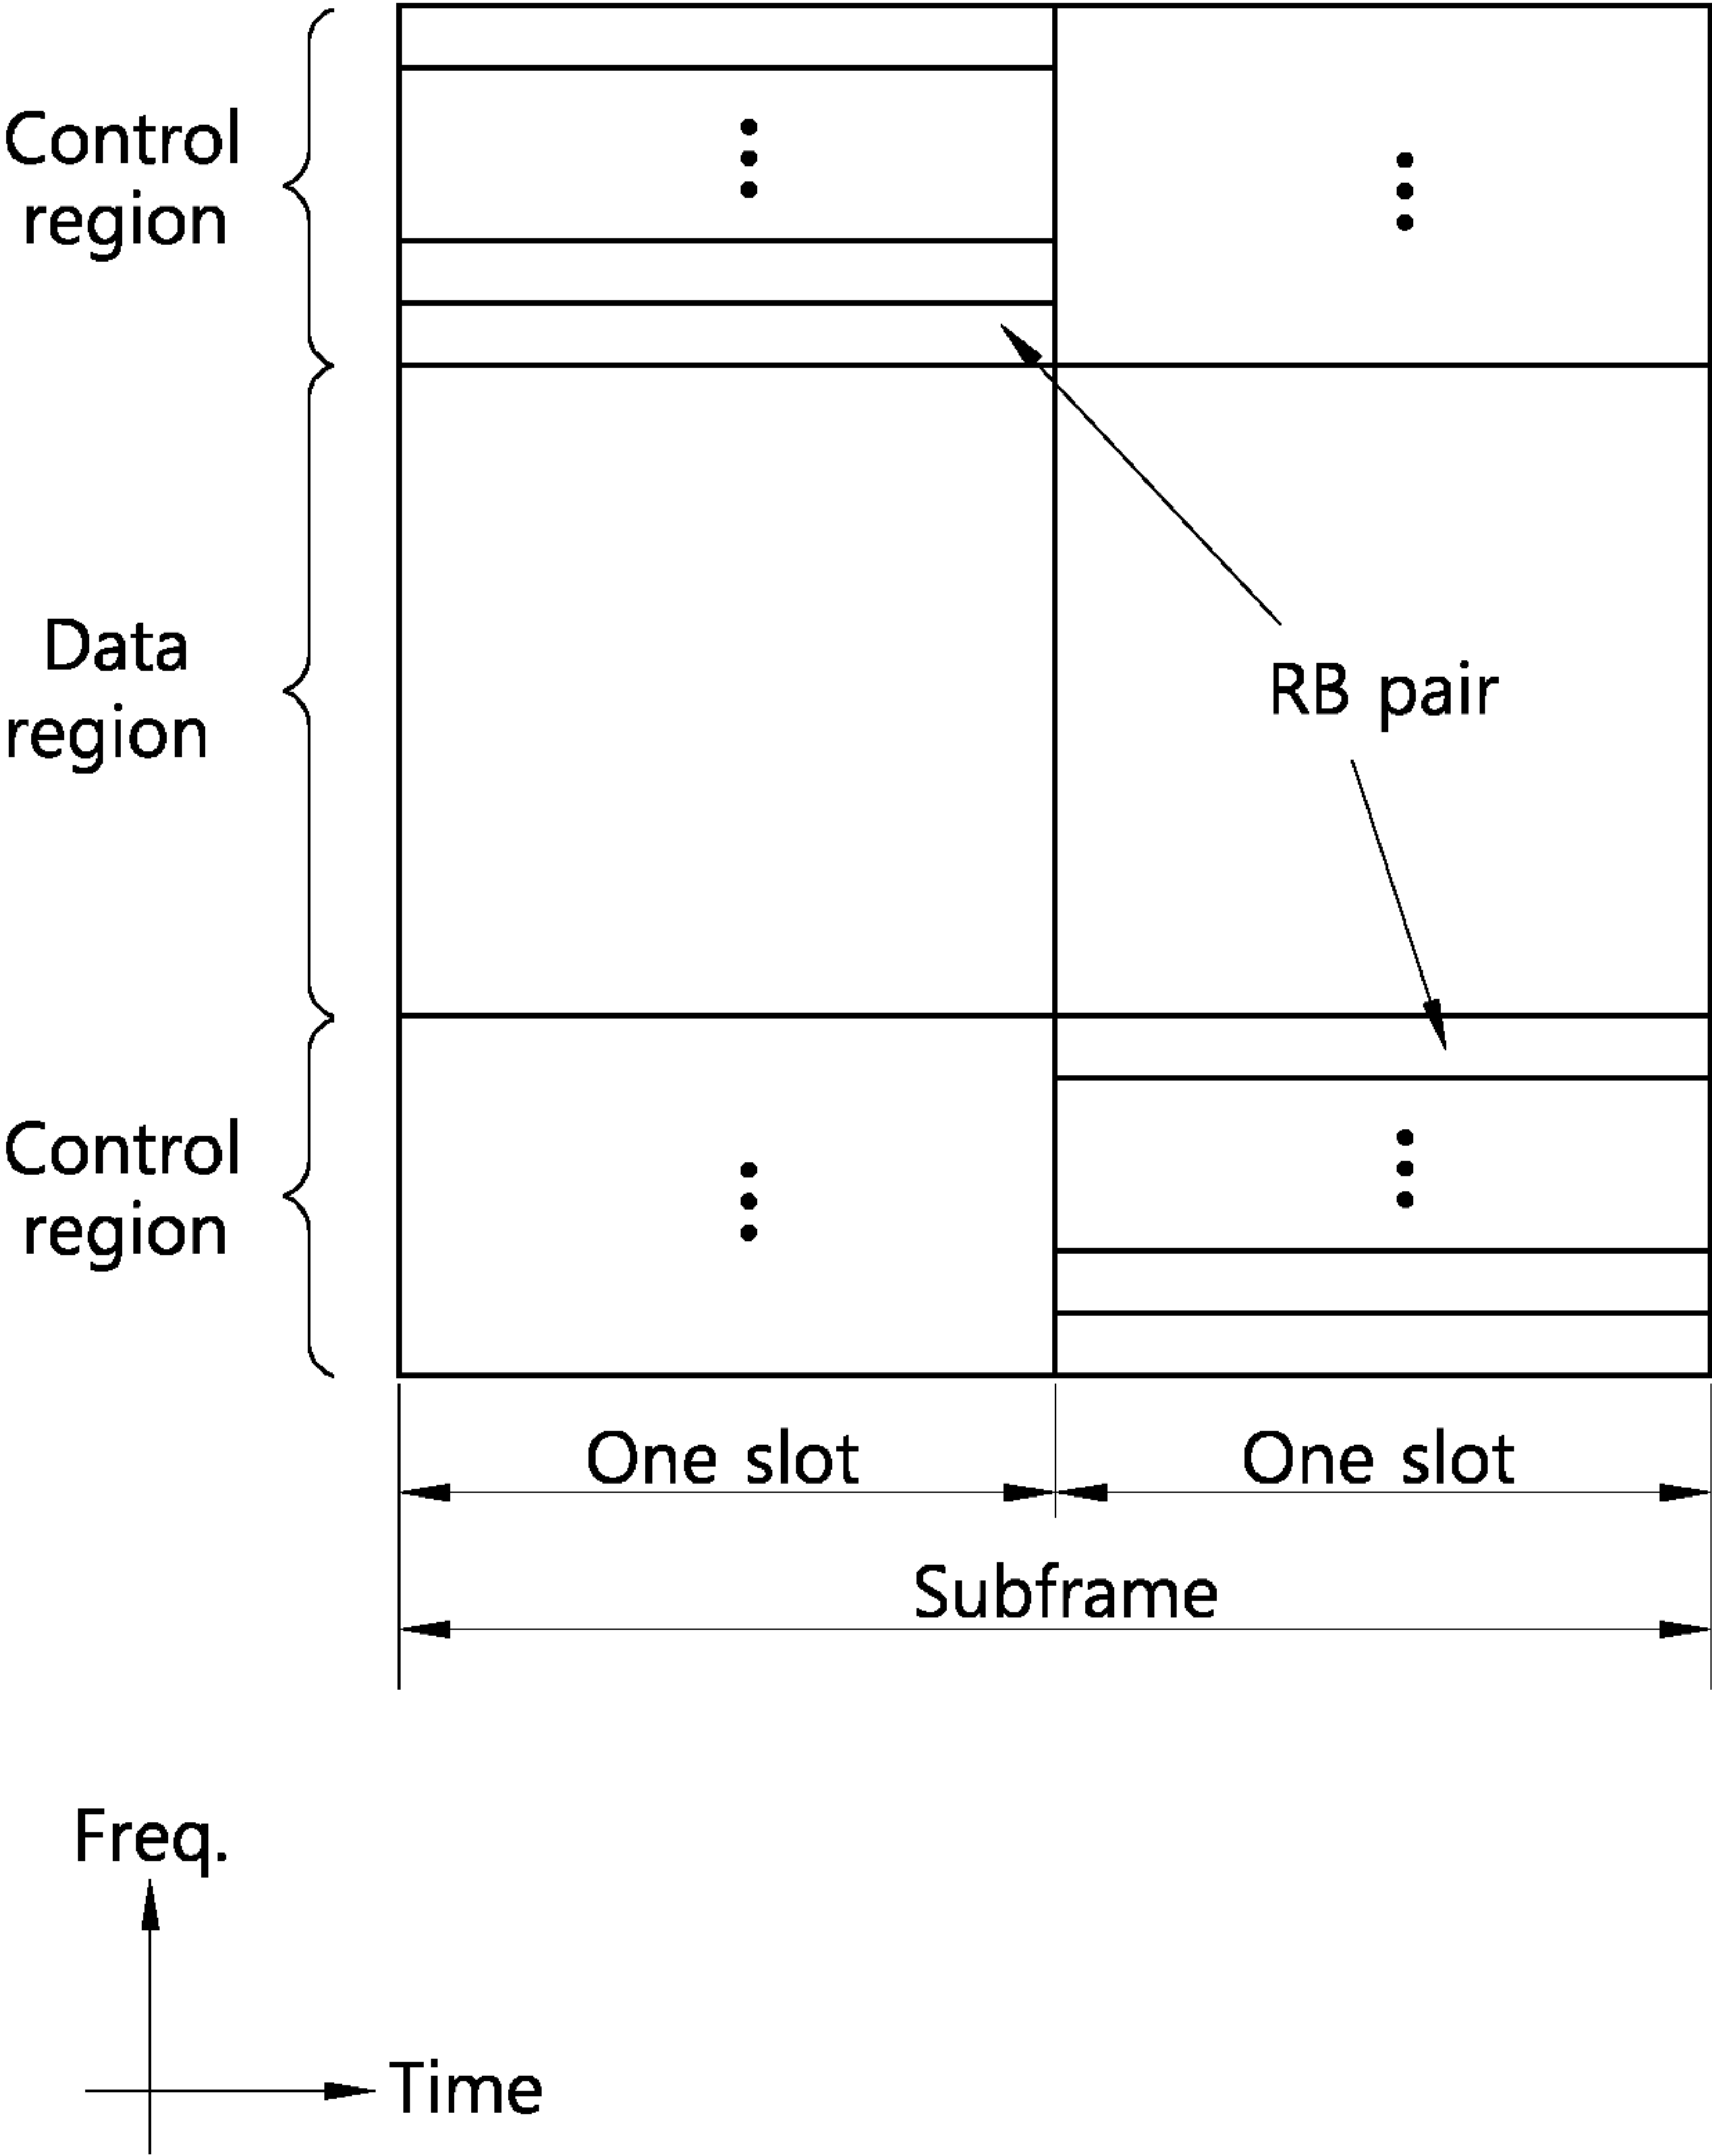 Control
region
Data
region
RB pair
Control
region
One slot
One slot
Subframe
Freq.
Time